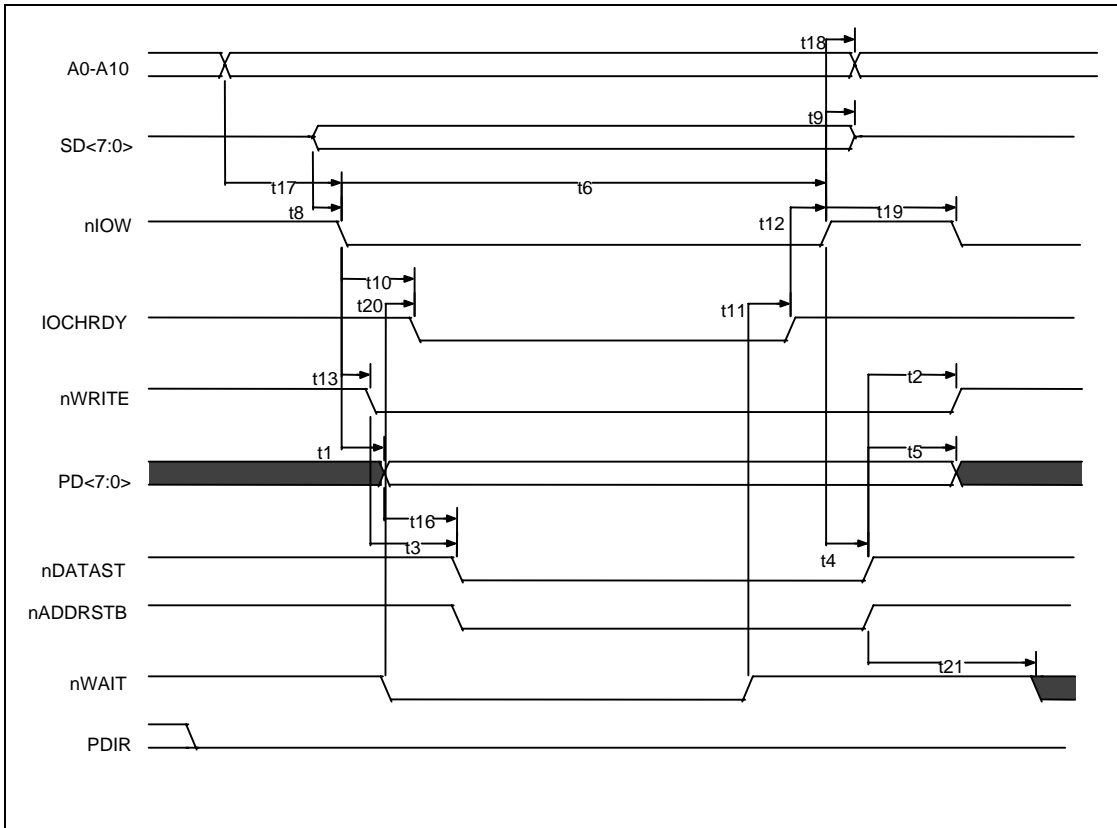 t18
A0-A10
t9
SD<7:0>
t17
t6
t8
t12
t19
nIOW
t10
t20
t11
IOCHRDY
t13
t2
nWRITE
t1
t5
PD<7:0>
t16
t3
t4
nDATAST
nADDRSTB
t21
nWAIT
PDIR